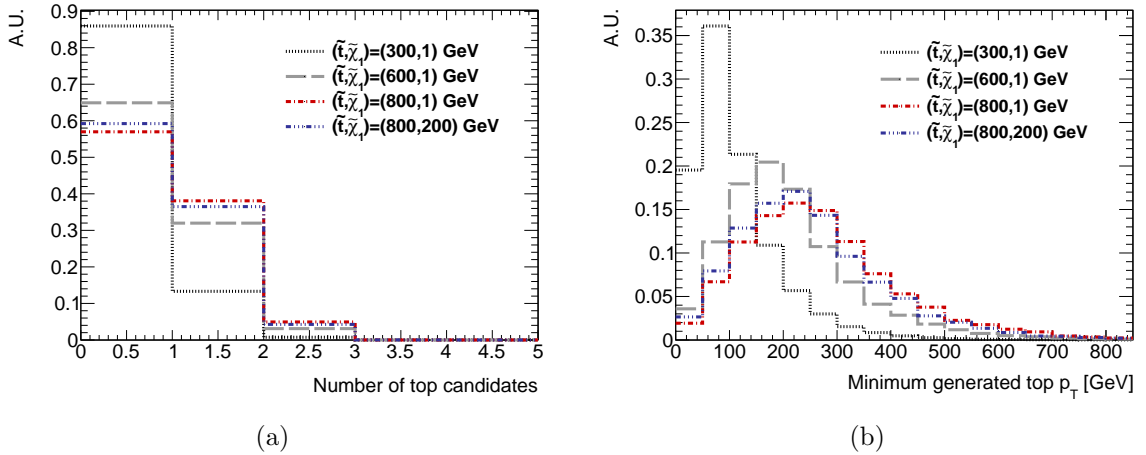 A.U.
0.9
0.8
0.7
0.6
0.5
0.4
0.3
0.2
0.1
0
0 0.5 1 1.5 2 2.5 3 3.5 4 4.5 5
(t̃,χ̃₁)=(300,1) GeV
(t̃,χ̃₁)=(600,1) GeV
(t̃,χ̃₁)=(800,1) GeV
(t̃,χ̃₁)=(800,200) GeV
Number of top candidates
(a)
A.U.
0.35
0.3
0.25
0.2
0.15
0.1
0.05
0
0 100 200 300 400 500 600 700 800
(t̃,χ̃₁)=(300,1) GeV
(t̃,χ̃₁)=(600,1) GeV
(t̃,χ̃₁)=(800,1) GeV
(t̃,χ̃₁)=(800,200) GeV
Minimum generated top p_T [GeV]
(b)